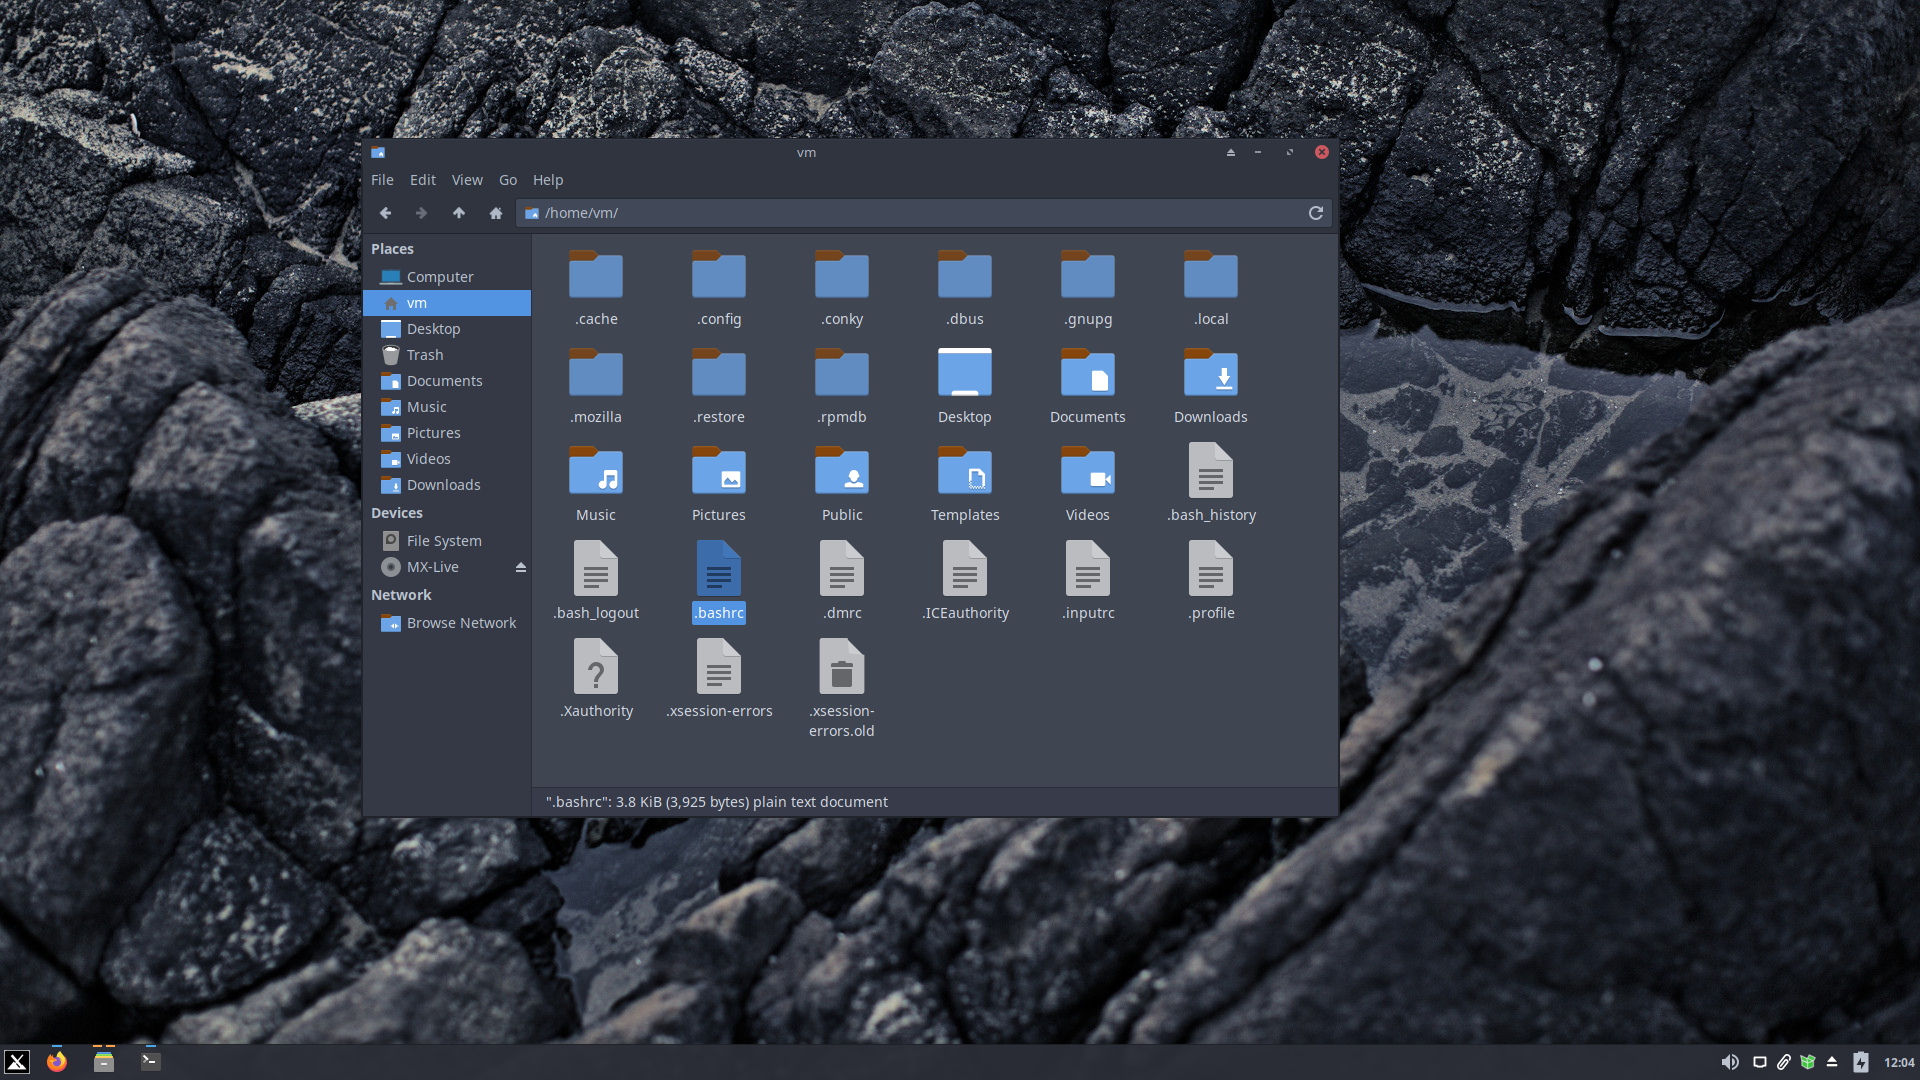 vm
File Edit View Go Help
/home/vm/
Places
Computer
vm
Desktop
Trash
Documents
Music
Pictures
Videos
Downloads
Devices
File System
MX-Live
Network
Browse Network
.cache .config .conky .dbus .gnupg .local
.mozilla .restore .rpmdb Desktop Documents Downloads
Music Pictures Public Templates Videos .bash_history
.bash_logout .bashrc .dmrc .ICEauthority .inputrc .profile
.Xauthority .xsession-errors .xsession-
errors.old
".bashrc": 3.8 KiB (3,925 bytes) plain text document
12:04